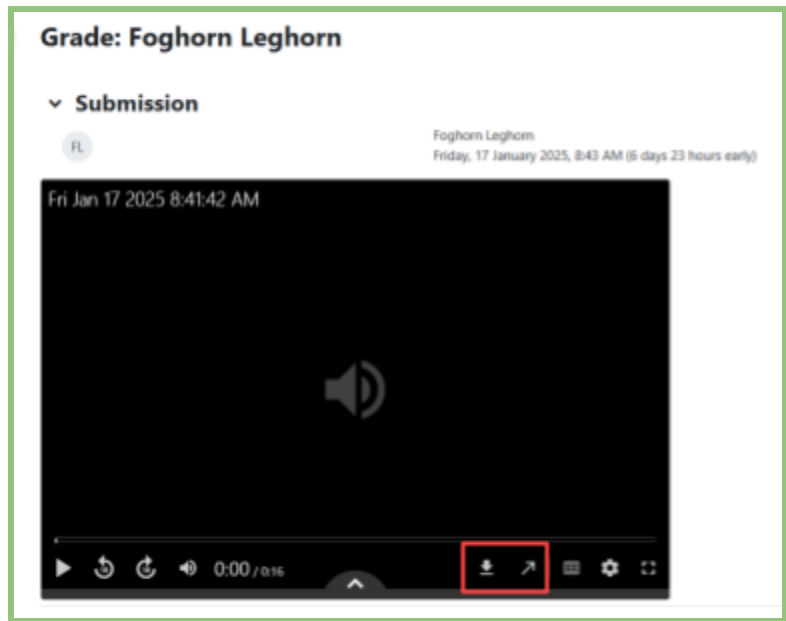 Grade: Foghorn Leghorn
Submission
FL
Foghorn Leghorn
Friday, 17 January 2025, 8:43 AM (6 days 23 hours early)
Fri Jan 17 2025 8:41:42 AM
0:00 / 0:16